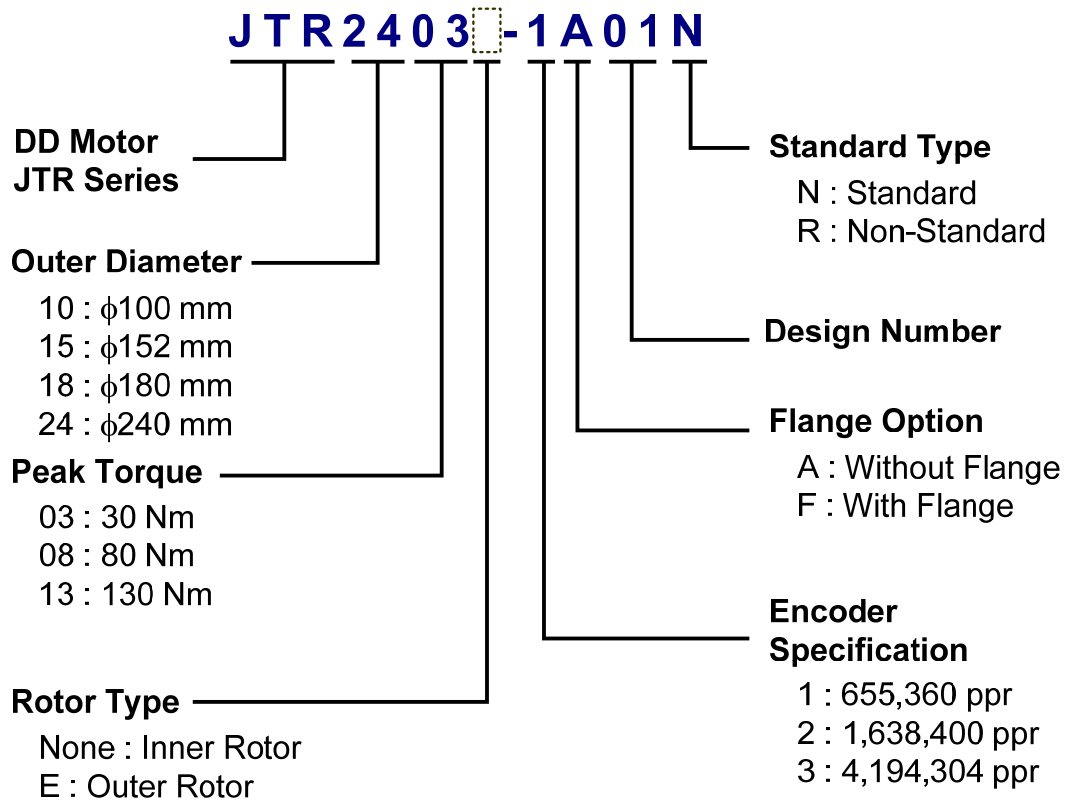 JTR2403 -1A01N
DD Motor
JTR Series
Outer Diameter
10 : ϕ100 mm
15 : ϕ152 mm
18 : ϕ180 mm
24 : ϕ240 mm
Peak Torque
03 : 30 Nm
08 : 80 Nm
13 : 130 Nm
Rotor Type
None : Inner Rotor
E : Outer Rotor
Standard Type
N : Standard
R : Non-Standard
Design Number
Flange Option
A : Without Flange
F : With Flange
Encoder
Specification
1 : 655,360 ppr
2 : 1,638,400 ppr
3 : 4,194,304 ppr